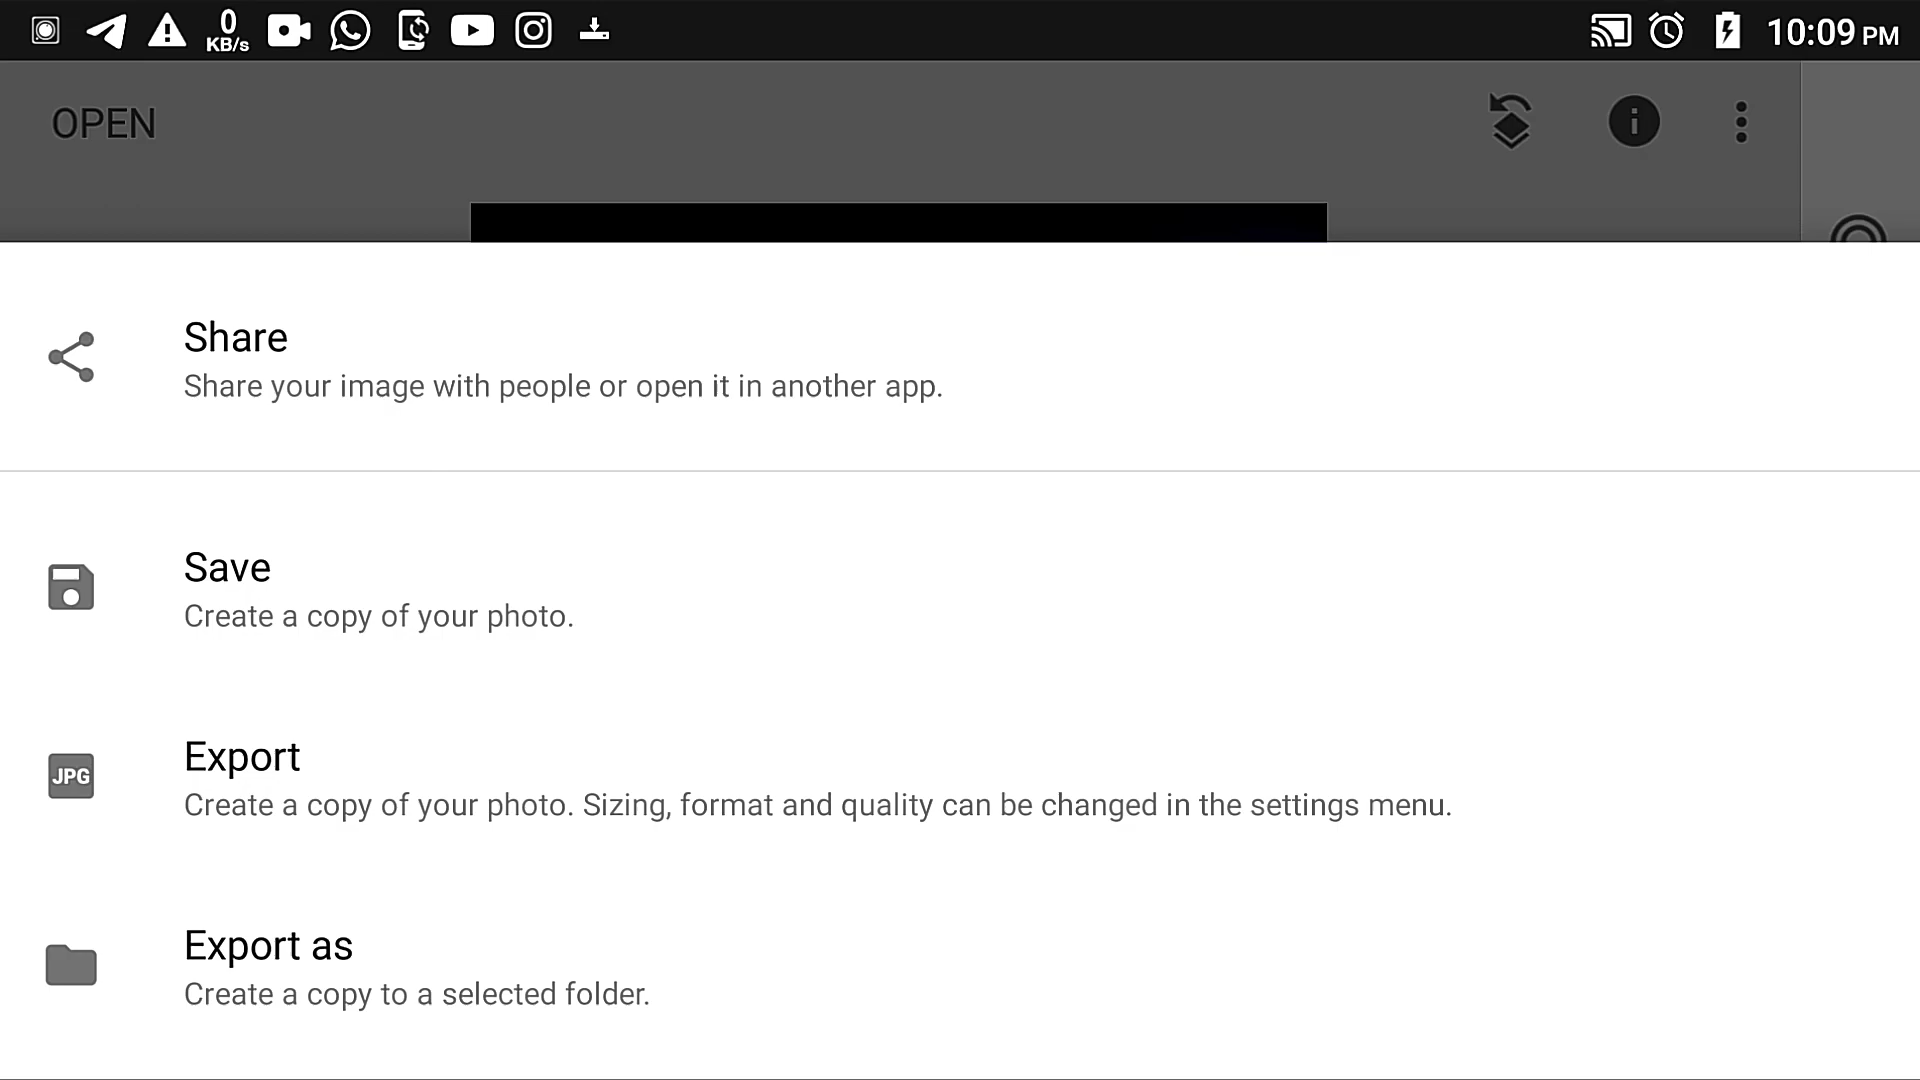 0
KB/s
10:09 PM
OPEN
Share
Share your image with people or open it in another app.
Save
Create a copy of your photo.
JPG
Export
Create a copy of your photo. Sizing, format and quality can be changed in the settings menu.
Export as
Create a copy to a selected folder.